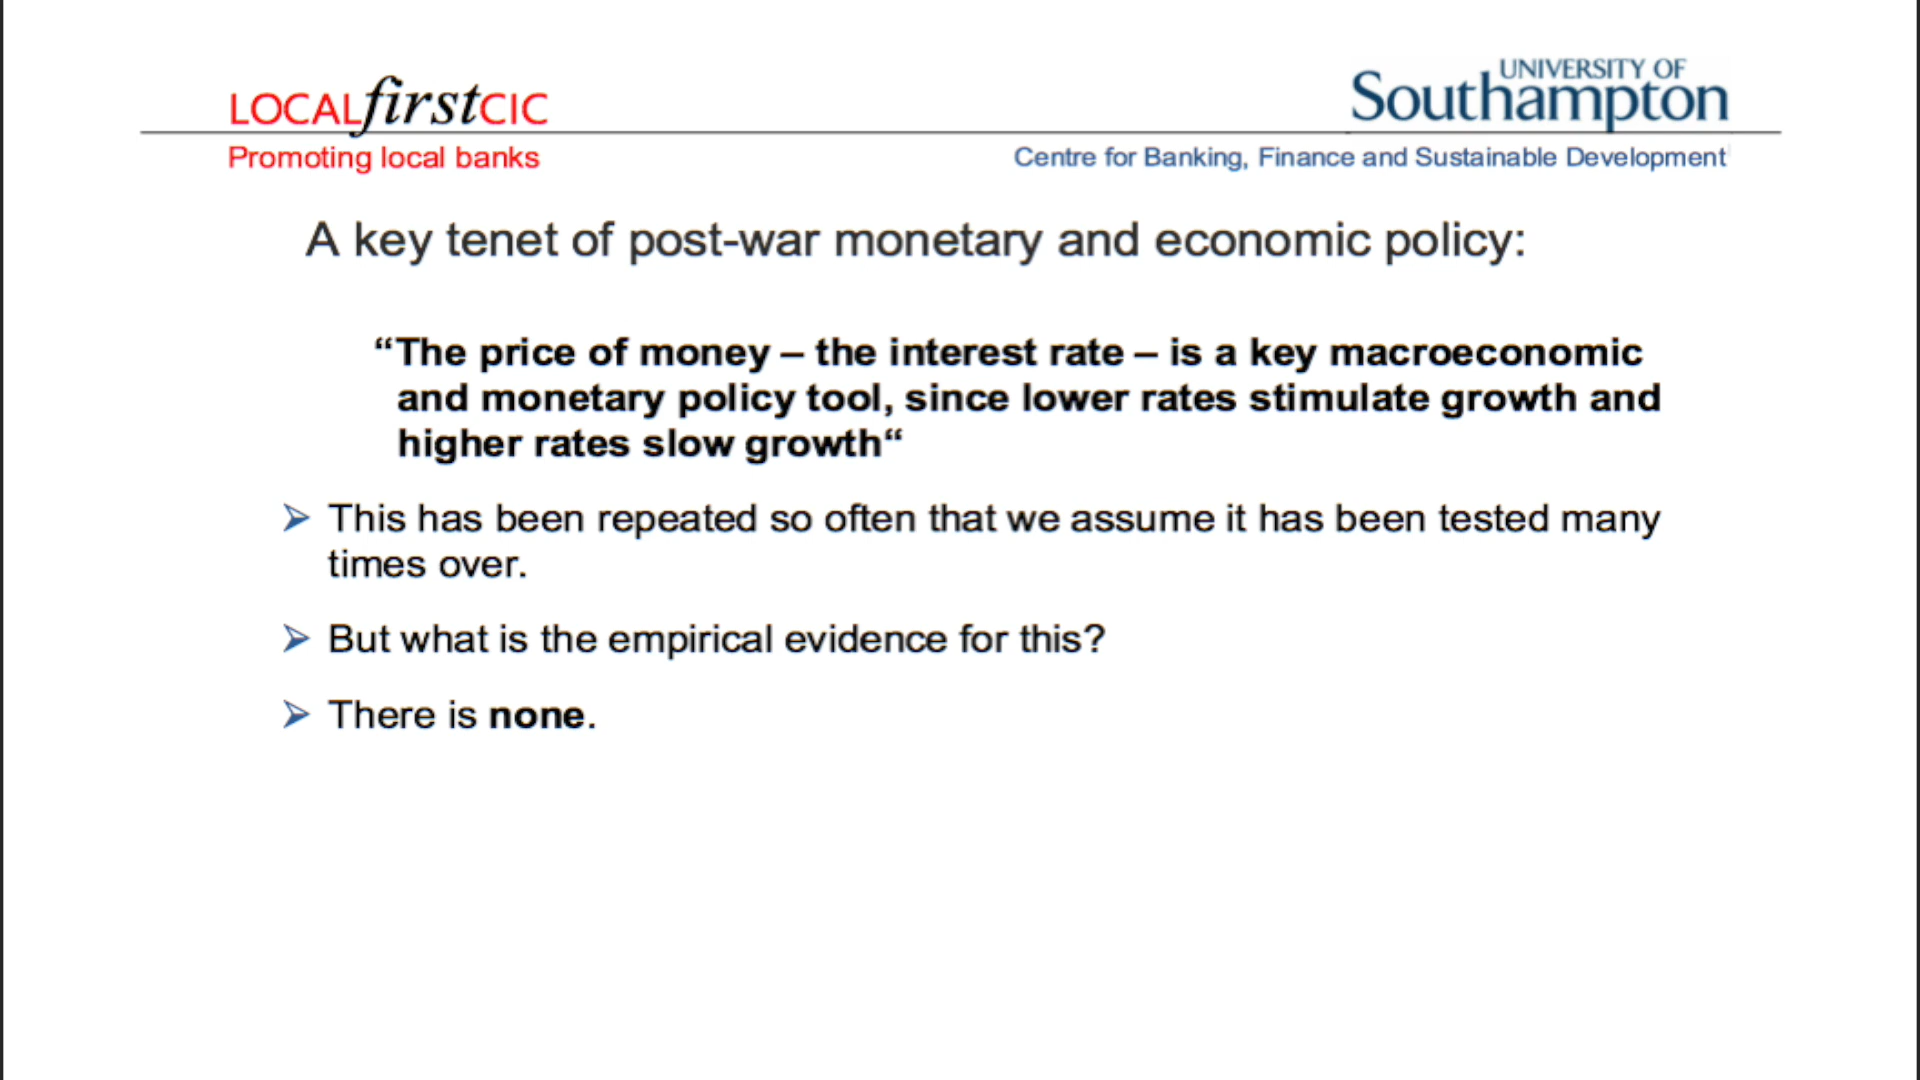 LOCALfirstCIC
Promoting local banks
UNIVERSITY OF
Southampton
Centre for Banking, Finance and Sustainable Development
A key tenet of post-war monetary and economic policy:
“The price of money – the interest rate – is a key macroeconomic
and monetary policy tool, since lower rates stimulate growth and
higher rates slow growth“
➢ This has been repeated so often that we assume it has been tested many
times over.
➢ But what is the empirical evidence for this?
➢ There is none.